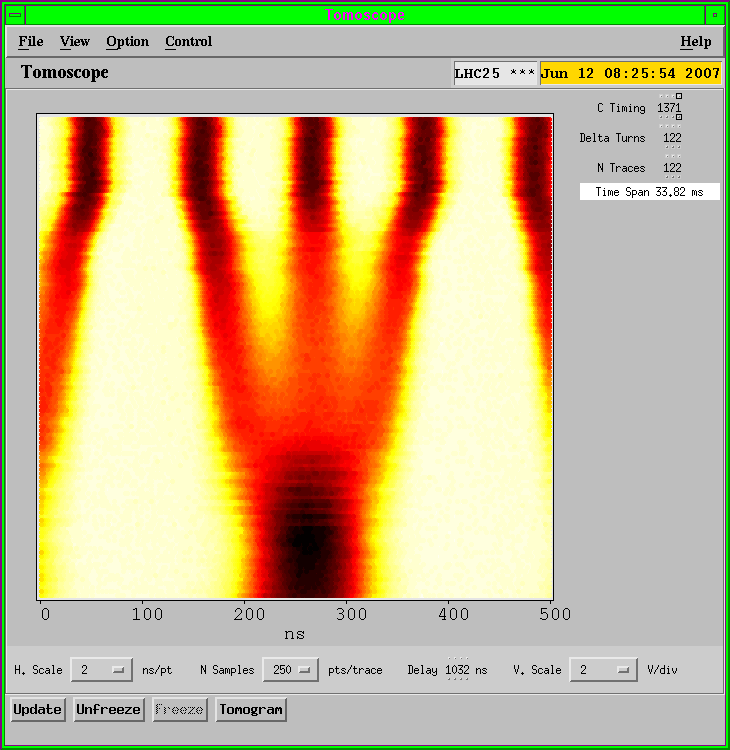 Tomoscope
File View Option Control Help
Tomoscope LHC25 *** Jun 12 08:25:54 2007
C Timing 1371
Delta Turns 122
N Traces 122
Time Span 33.82 ms
0 100 200 300 400 500
ns
H. Scale 2 ns/pt N Samples 250 pts/trace Delay 1032 ns V. Scale 2 V/div
Update Unfreeze Freeze Tomogram